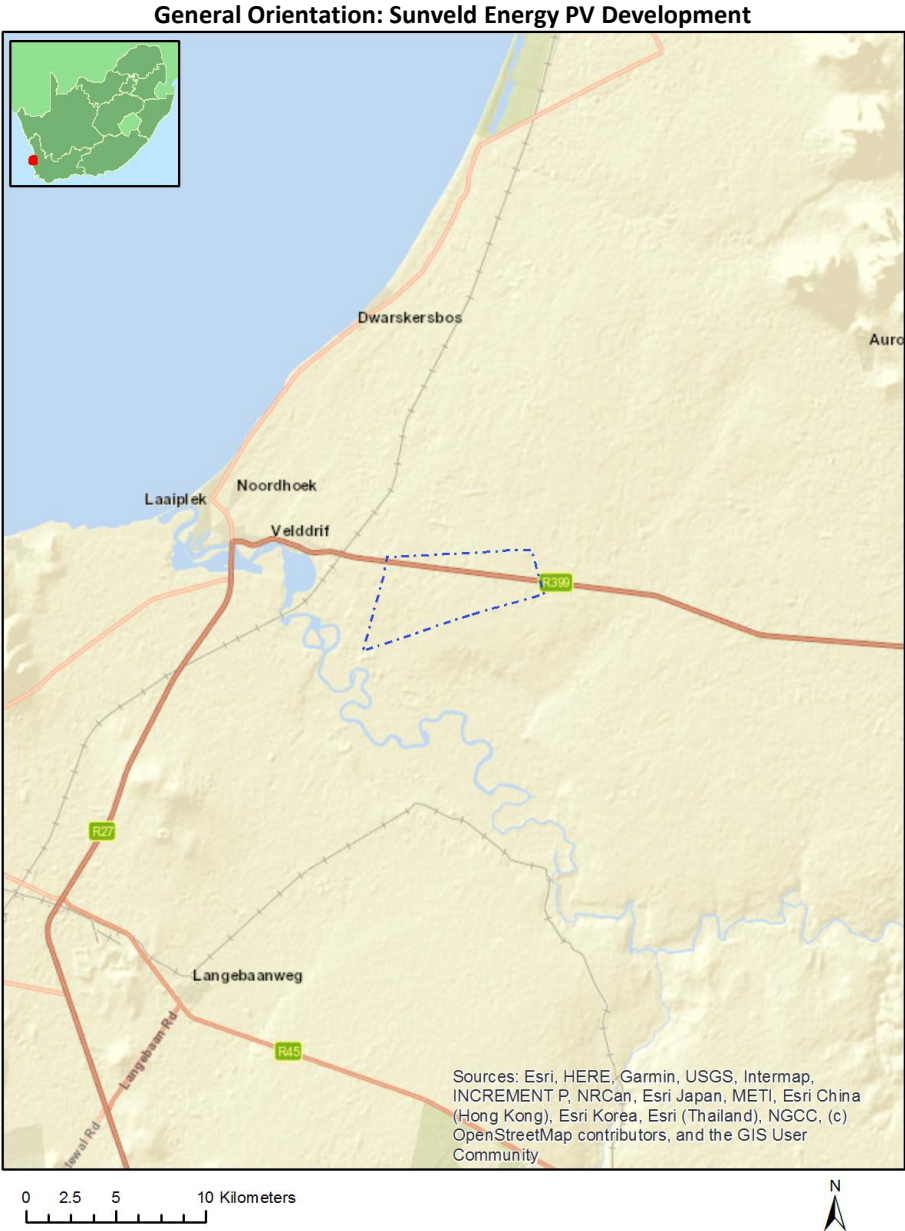 General Orientation: Sunveld Energy PV Development
Dwarskersbos
Auro
Noordhoek
Laaiplek
Velddrif
R399
R27
Langebaanweg
Langebaan Rd
R45
Sources: Esri, HERE, Garmin, USGS, Intermap,
INCREMENT P, NRCan, Esri Japan, METI, Esri China
(Hong Kong), Esri Korea, Esri (Thailand), NGCC, (c)
OpenStreetMap contributors, and the GIS User
Community
lewal Rd
0 2.5 5 10 Kilometers
N